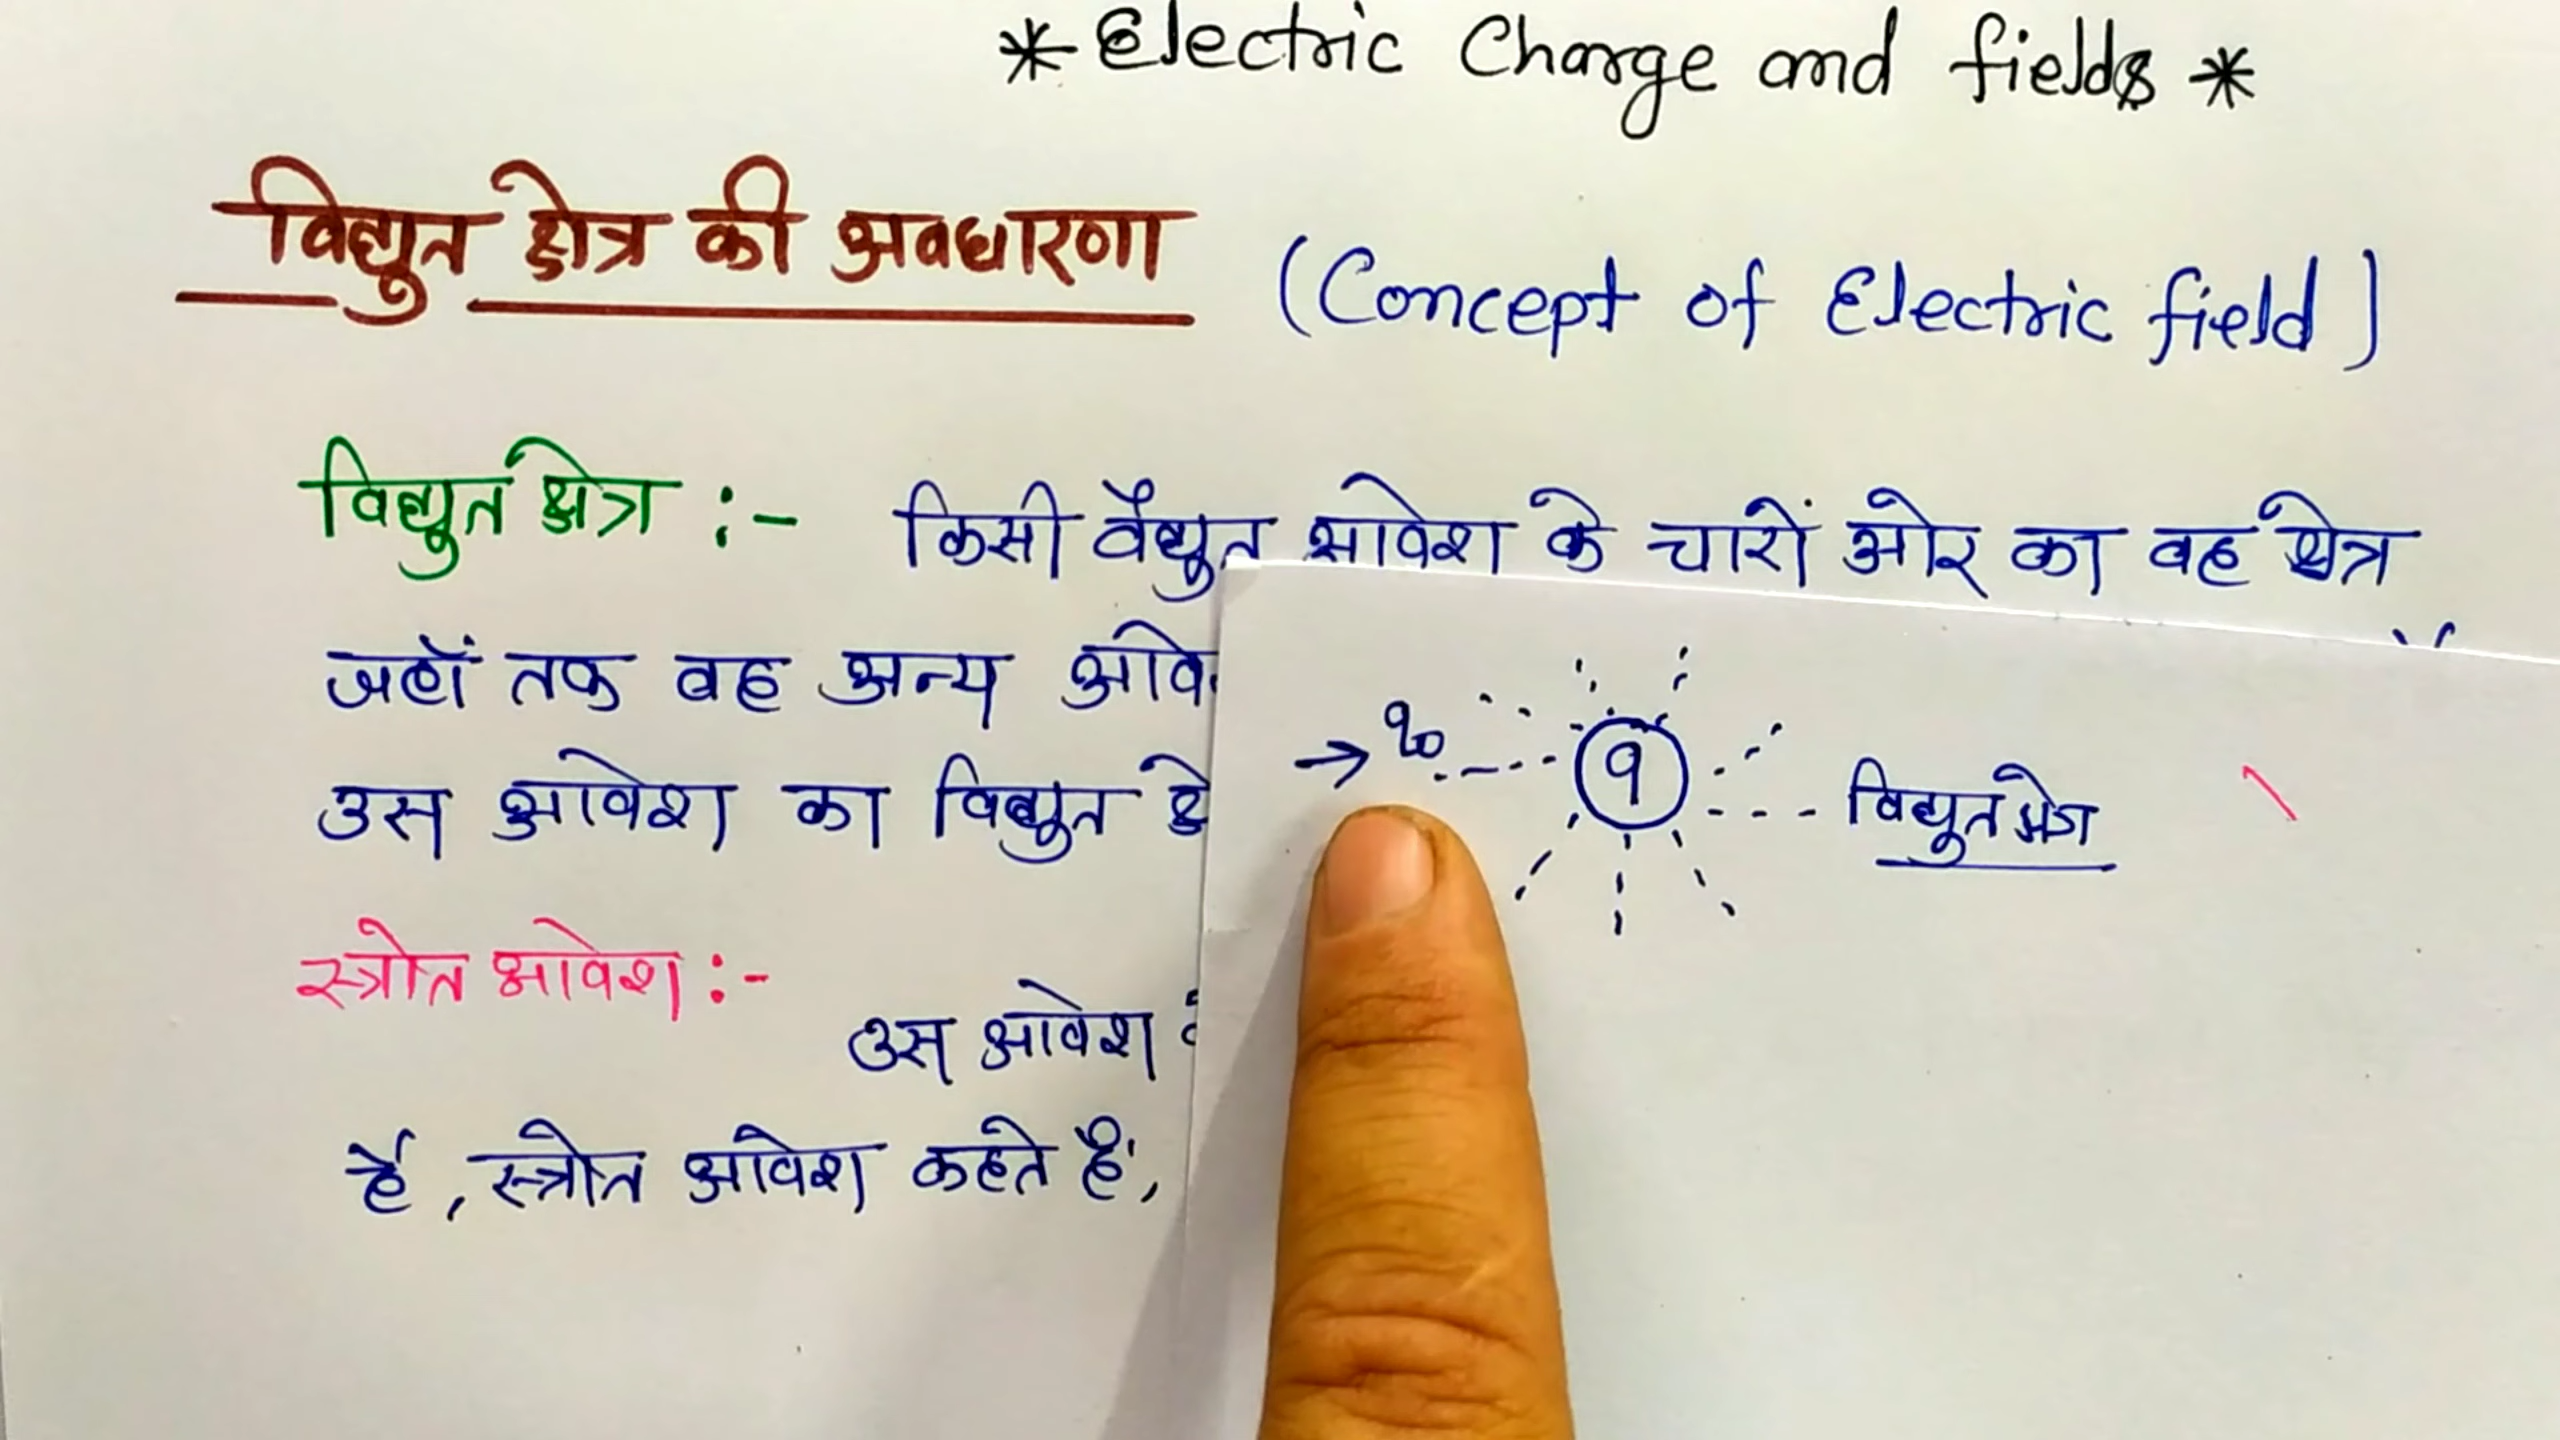 * Electric Charge and fields *
विद्युत क्षेत्र की अवधारणा (Concept of Electric field)
विद्युत क्षेत्र :- किसी वैद्युत आवेश के चारों ओर का वह क्षेत्र
जहाँ तक वह अन्य आवे
उस आवेश का विद्युत
→ q₀ q विद्युत क्षेत्र
स्त्रोत आवेश :-
उस आवेश
है, स्त्रोत आवेश कहते हैं,